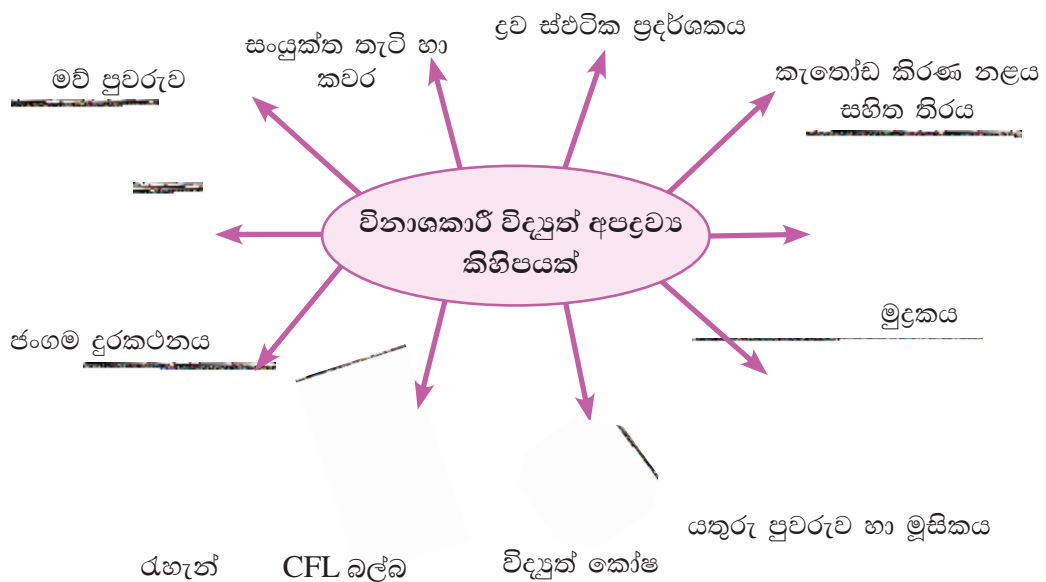 ද්‍රව ස්ඵටික ප්‍රදර්ශකය
සංයුක්ත තැටි හා
කවර
මව් පුවරුව
කැතෝඩ කිරණ නළය
සහිත තිරය
විනාශකාරී විද්‍යුත් අපද්‍රව්‍ය
කිහිපයක්
මුද්‍රකය
ජංගම දුරකථනය
යතුරු පුවරුව හා මූසිකය
රැහැන්
CFL බල්බ
විද්‍යුත් කෝෂ